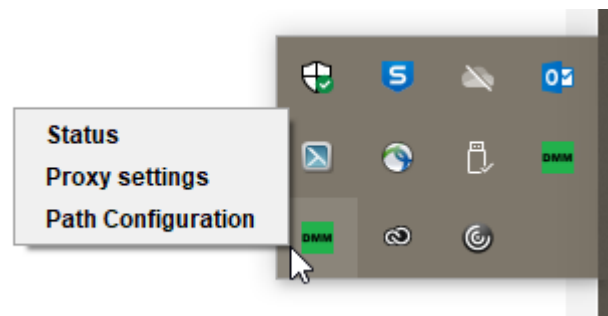 S
O
DMM
Status
Proxy settings
Path Configuration
DMM